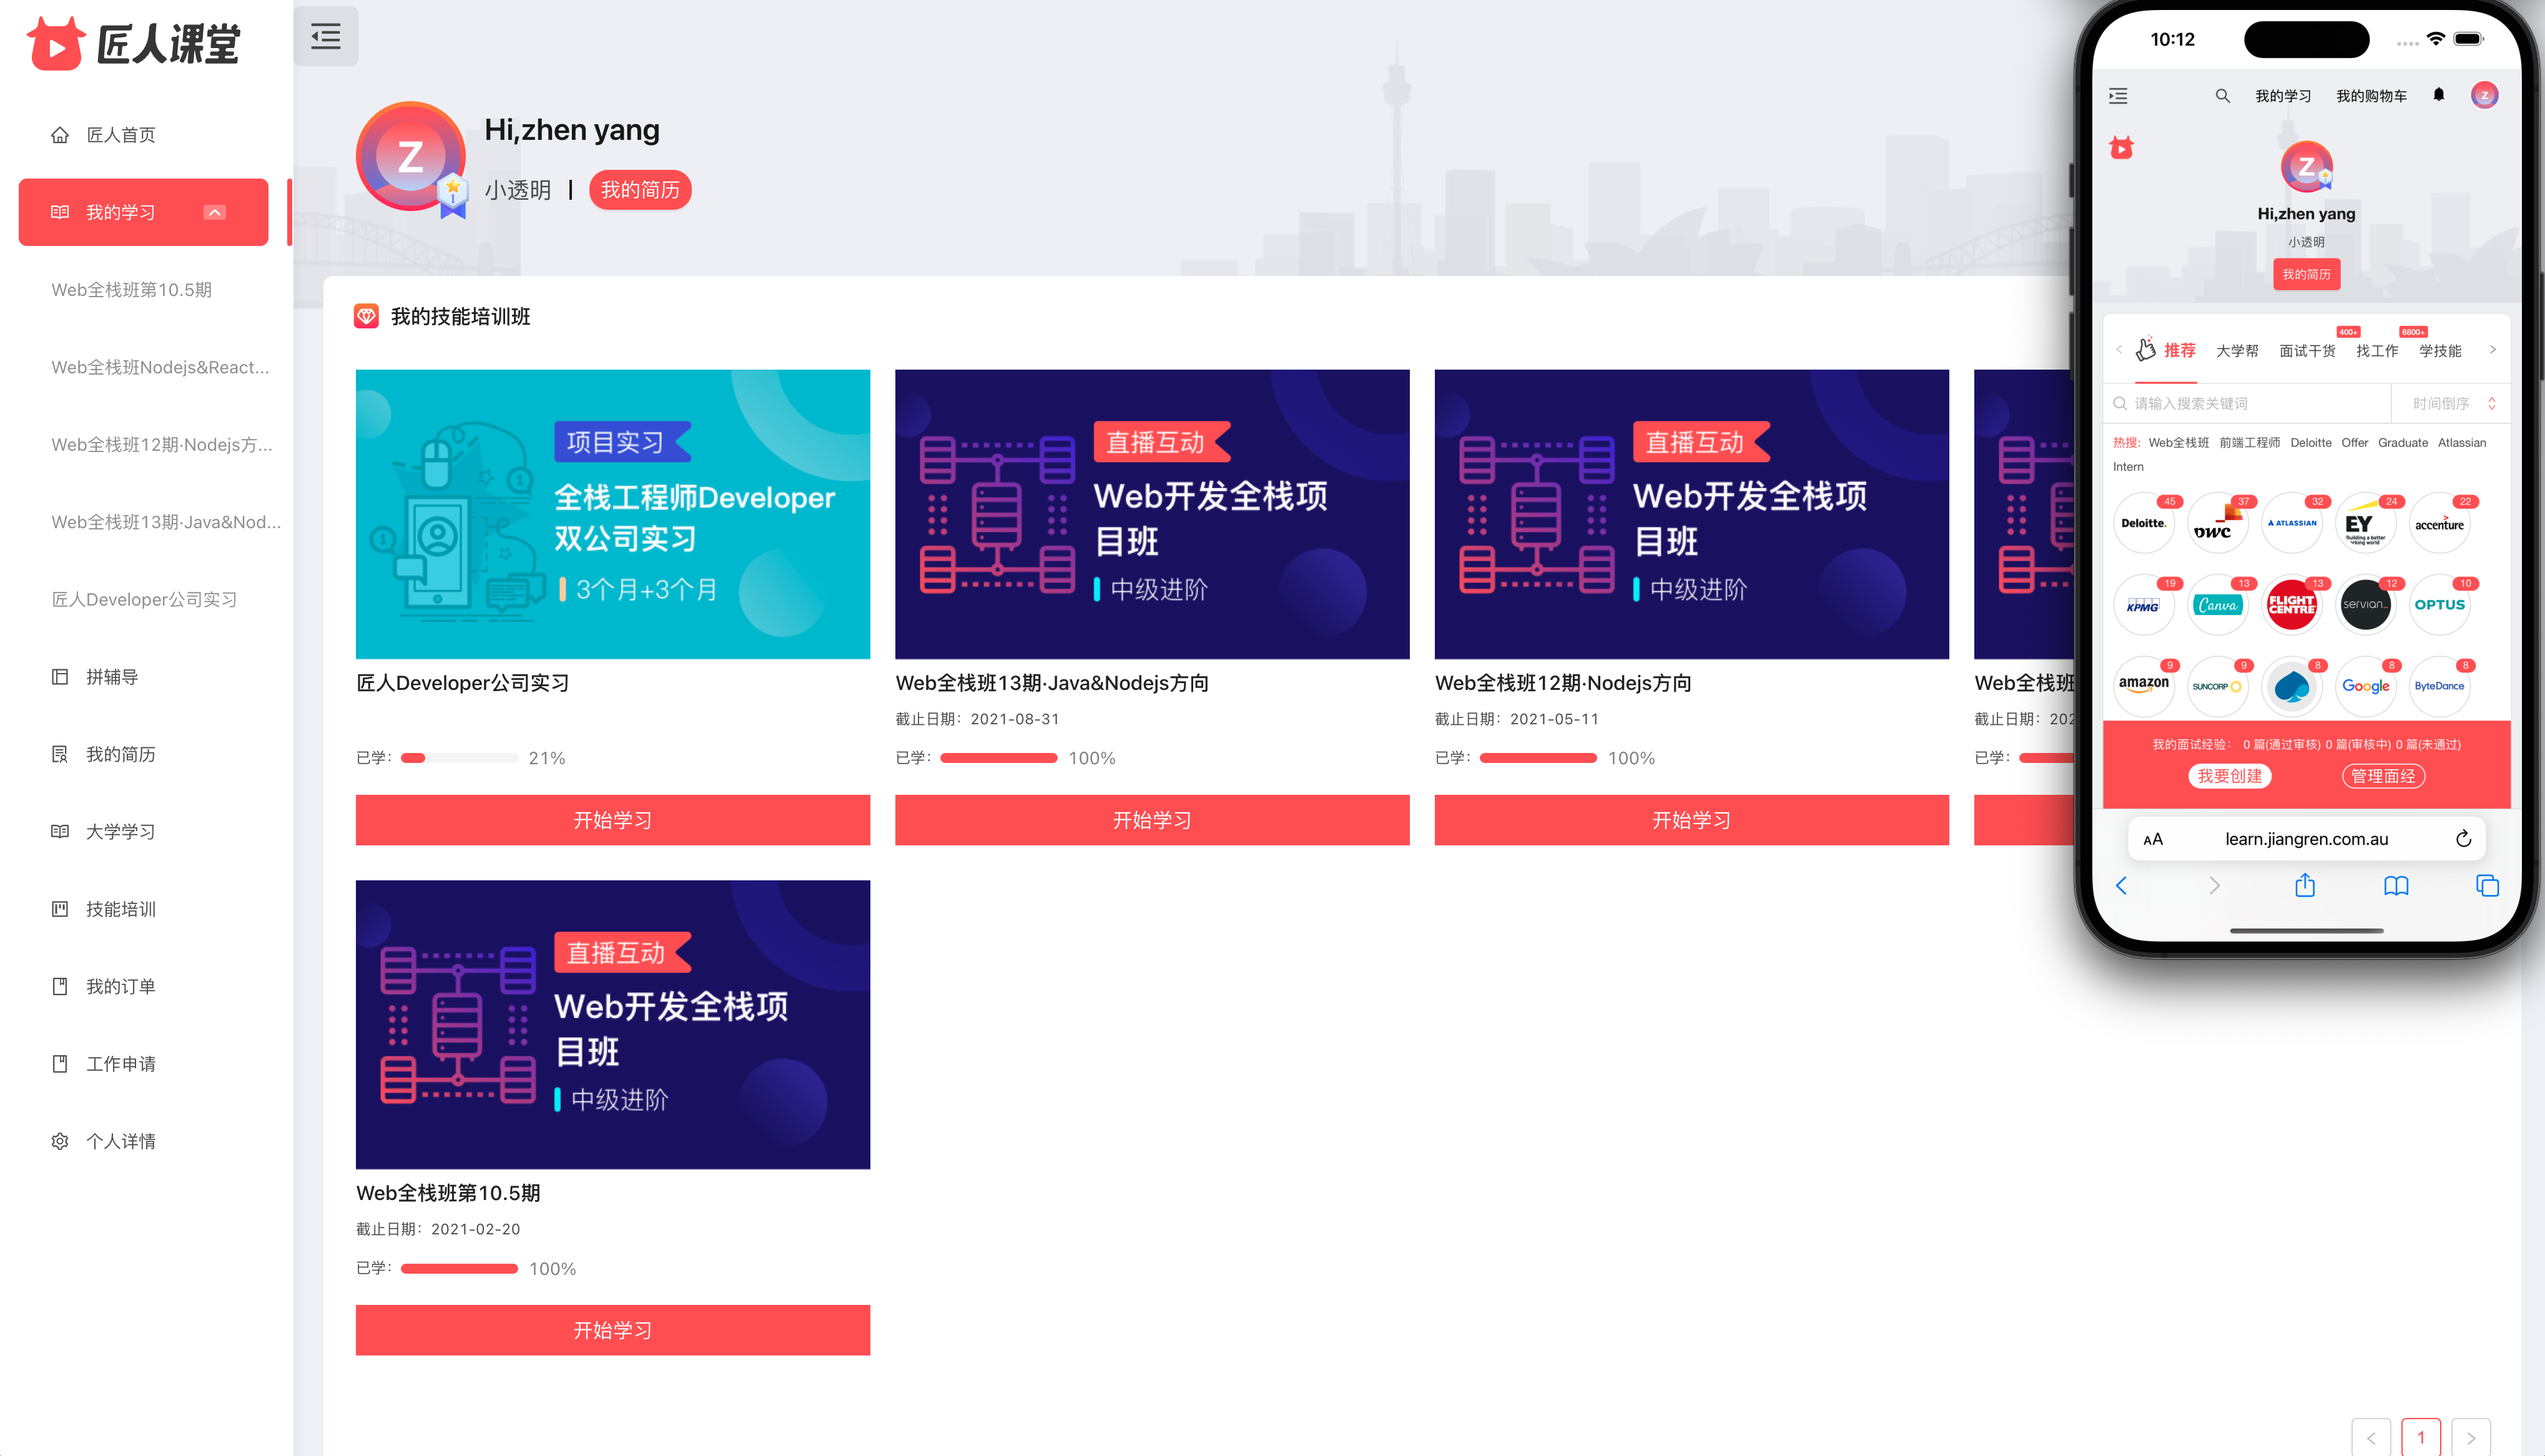 匠人课堂
匠人首页
我的学习
Web全栈班第10.5期
Web全栈班Nodejs&React...
Web全栈班12期·Nodejs方...
Web全栈班13期·Java&Nod...
匠人Developer公司实习
拼辅导
我的简历
大学学习
技能培训
我的订单
工作申请
个人详情
Z
1
Hi,zhen yang
小透明 | 我的简历
我的技能培训班
项目实习
全栈工程师Developer
双公司实习
3个月+3个月
匠人Developer公司实习
已学: 21%
开始学习
直播互动
Web开发全栈项
目班
中级进阶
Web全栈班13期·Java&Nodejs方向
截止日期: 2021-08-31
已学: 100%
开始学习
直播互动
Web开发全栈项
目班
中级进阶
Web全栈班12期·Nodejs方向
截止日期: 2021-05-11
已学: 100%
开始学习
Web全栈班
截止日期: 202
已学:
直播互动
Web开发全栈项
目班
中级进阶
Web全栈班第10.5期
截止日期: 2021-02-20
已学: 100%
开始学习
1
10:12
我的学习 我的购物车 Z
Z
Hi,zhen yang
小透明
我的简历
400+ 6800+
推荐 大学帮 面试干货 找工作 学技能
请输入搜索关键词 时间倒序
热搜: Web全栈班 前端工程师 Deloitte Offer Graduate Atlassian
Intern
45 37 32 24 22
Deloitte. pwc ATLASSIAN EY accenture
Building a better
rking world
19 13 13 12 10
KPMG Canva FLIGHT CENTRE servian... OPTUS
9 9 8 8 8
amazon SUNCORP Google ByteDance
我的面试经验: 0 篇(通过审核) 0 篇(审核中) 0 篇(未通过)
我要创建 管理面经
AA learn.jiangren.com.au